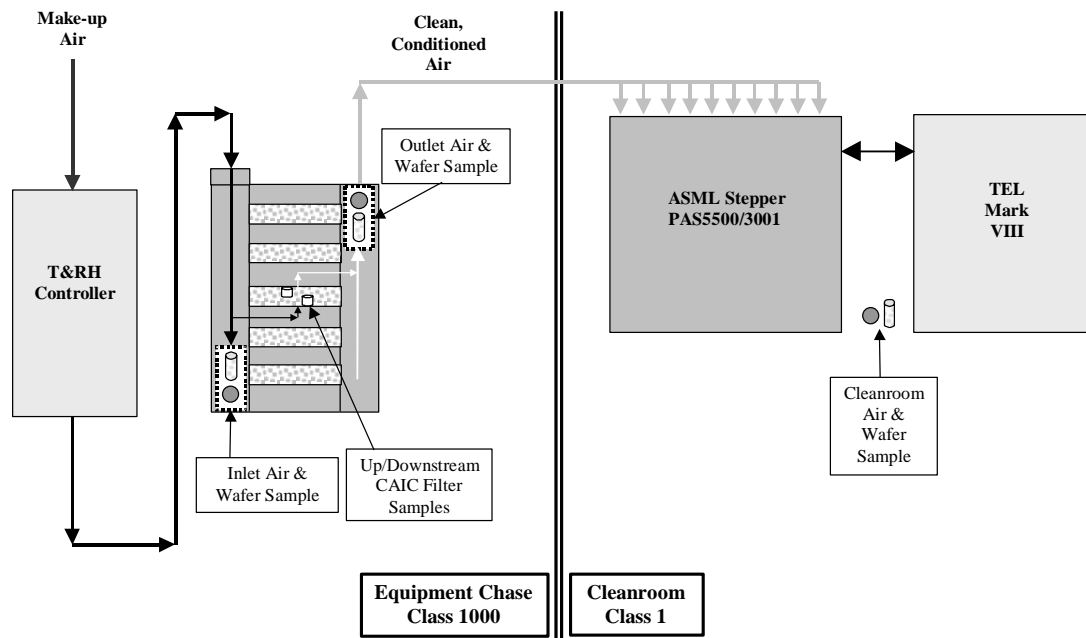 Make-up
Air
Clean,
Conditioned
Air
Outlet Air &
Wafer Sample
T&RH
Controller
ASML Stepper
PAS5500/3001
TEL
Mark
VIII
Inlet Air &
Wafer Sample
Up/Downstream
CAIC Filter
Samples
Cleanroom
Air &
Wafer
Sample
Equipment Chase
Class 1000
Cleanroom
Class 1